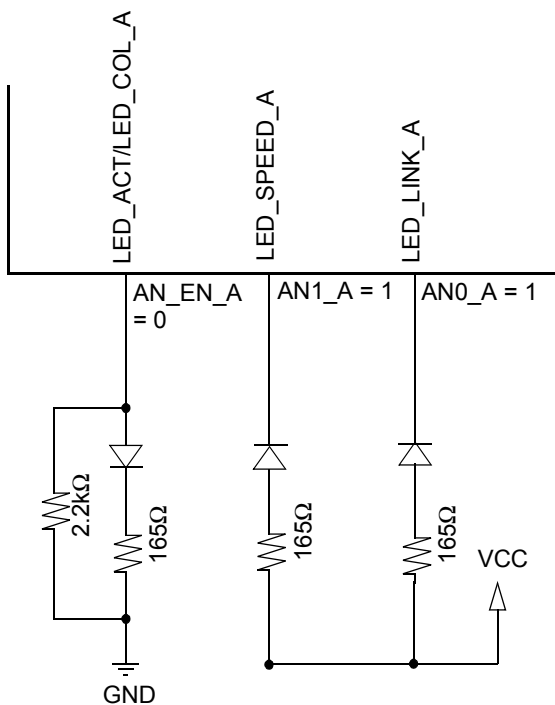 LED_ACT/LED_COL_A
LED_SPEED_A
LED_LINK_A
AN_EN_A
= 0
AN1_A = 1
AN0_A = 1
2.2kΩ
165Ω
165Ω
165Ω
VCC
GND